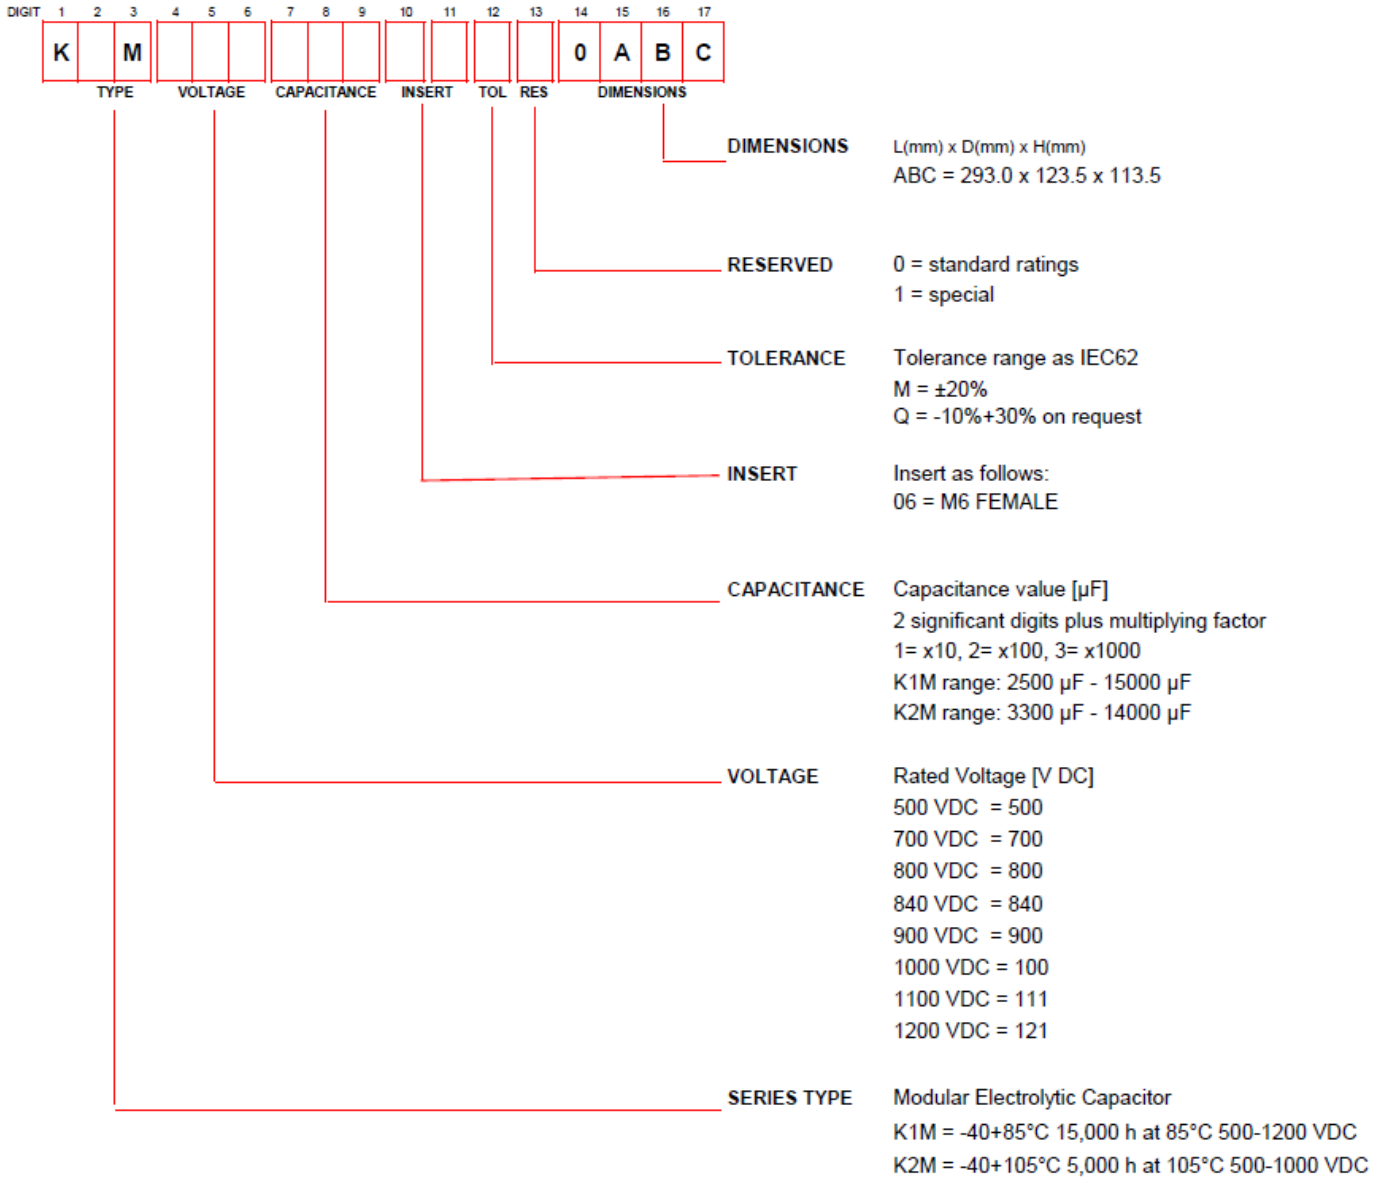 DIGIT 1 2 3 4 5 6 7 8 9 10 11 12 13 14 15 16 17
K M 0 A B C
TYPE VOLTAGE CAPACITANCE INSERT TOL RES DIMENSIONS
DIMENSIONS L(mm) x D(mm) x H(mm)
ABC = 293.0 x 123.5 x 113.5
RESERVED 0 = standard ratings
1 = special
TOLERANCE Tolerance range as IEC62
M = ±20%
Q = -10%+30% on request
INSERT Insert as follows:
06 = M6 FEMALE
CAPACITANCE Capacitance value [µF]
2 significant digits plus multiplying factor
1= x10, 2= x100, 3= x1000
K1M range: 2500 µF - 15000 µF
K2M range: 3300 µF - 14000 µF
VOLTAGE Rated Voltage [V DC]
500 VDC = 500
700 VDC = 700
800 VDC = 800
840 VDC = 840
900 VDC = 900
1000 VDC = 100
1100 VDC = 111
1200 VDC = 121
SERIES TYPE Modular Electrolytic Capacitor
K1M = -40+85°C 15,000 h at 85°C 500-1200 VDC
K2M = -40+105°C 5,000 h at 105°C 500-1000 VDC